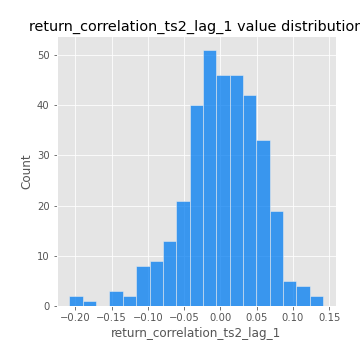 return_correlation_ts2_lag_1 value distribution
Count
50
40
30
20
10
0
−0.20 −0.15 −0.10 −0.05 0.00 0.05 0.10 0.15
return_correlation_ts2_lag_1